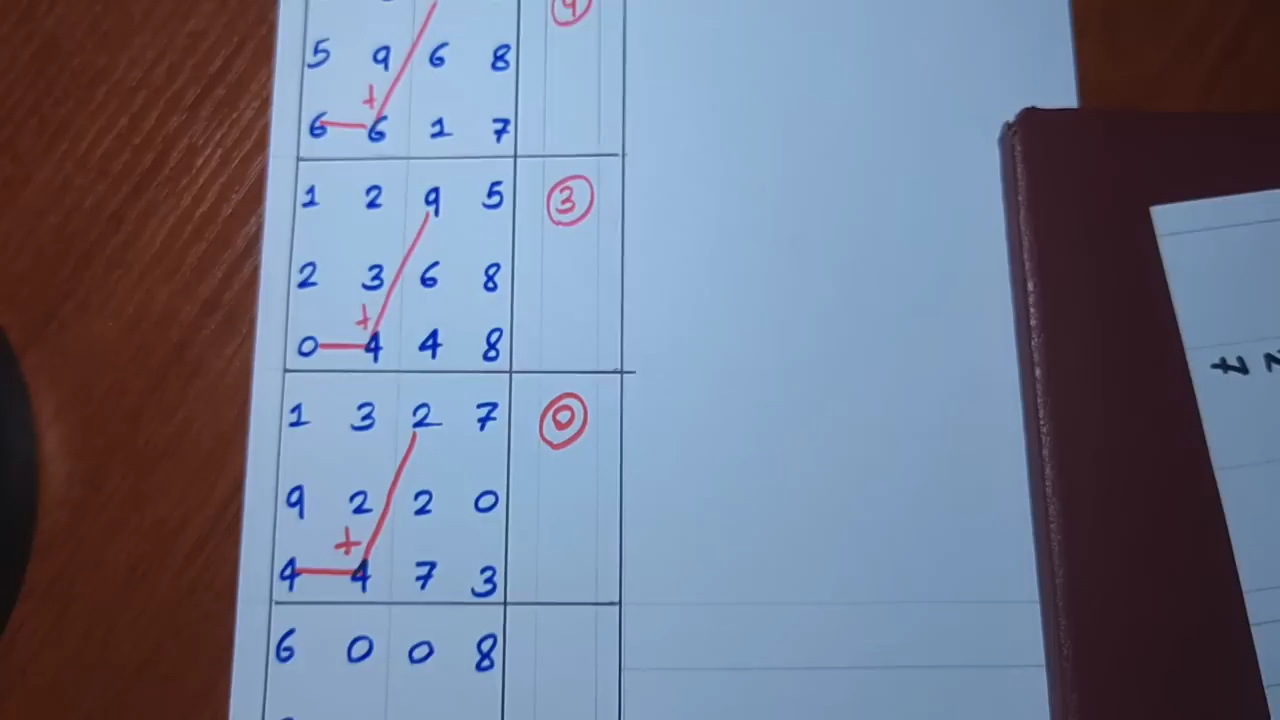 4
5 9 6 8
+
6 6 1 7
1 2 9 5 3
2 3 6 8
+
0 4 4 8
1 3 2 7 0
9 2 2 0
+
4 4 7 3
6 0 0 8